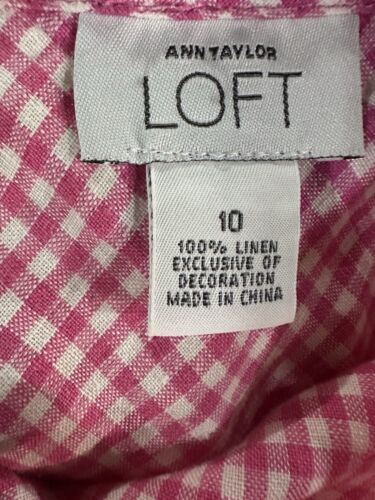 ANN TAYLOR
LOFT
10
100% LINEN
EXCLUSIVE OF
DECORATION
MADE IN CHINA